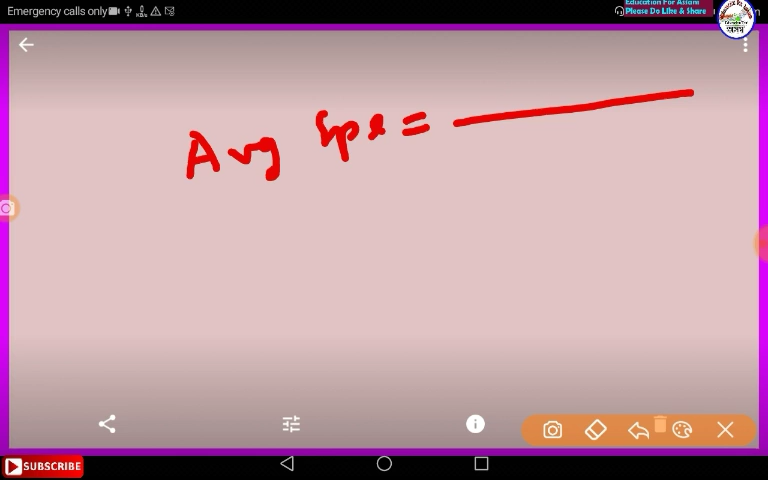 Emergency calls only
Education For Assam
Please Do Like & Share
Avg Spe =
SUBSCRIBE